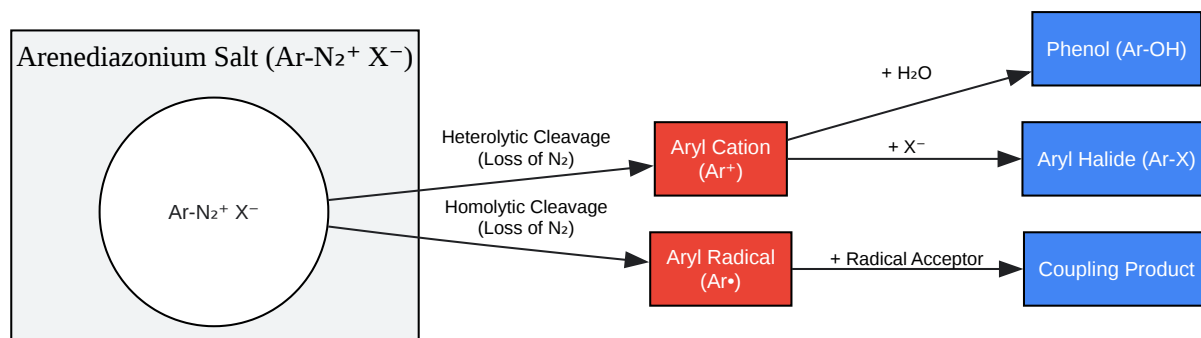 Arenediazonium Salt (Ar-N₂⁺ X⁻)
Ar-N₂⁺ X⁻
Heterolytic Cleavage
(Loss of N₂)
Homolytic Cleavage
(Loss of N₂)
Aryl Cation
(Ar⁺)
Aryl Radical
(Ar•)
+ H₂O
+ X⁻
+ Radical Acceptor
Phenol (Ar-OH)
Aryl Halide (Ar-X)
Coupling Product